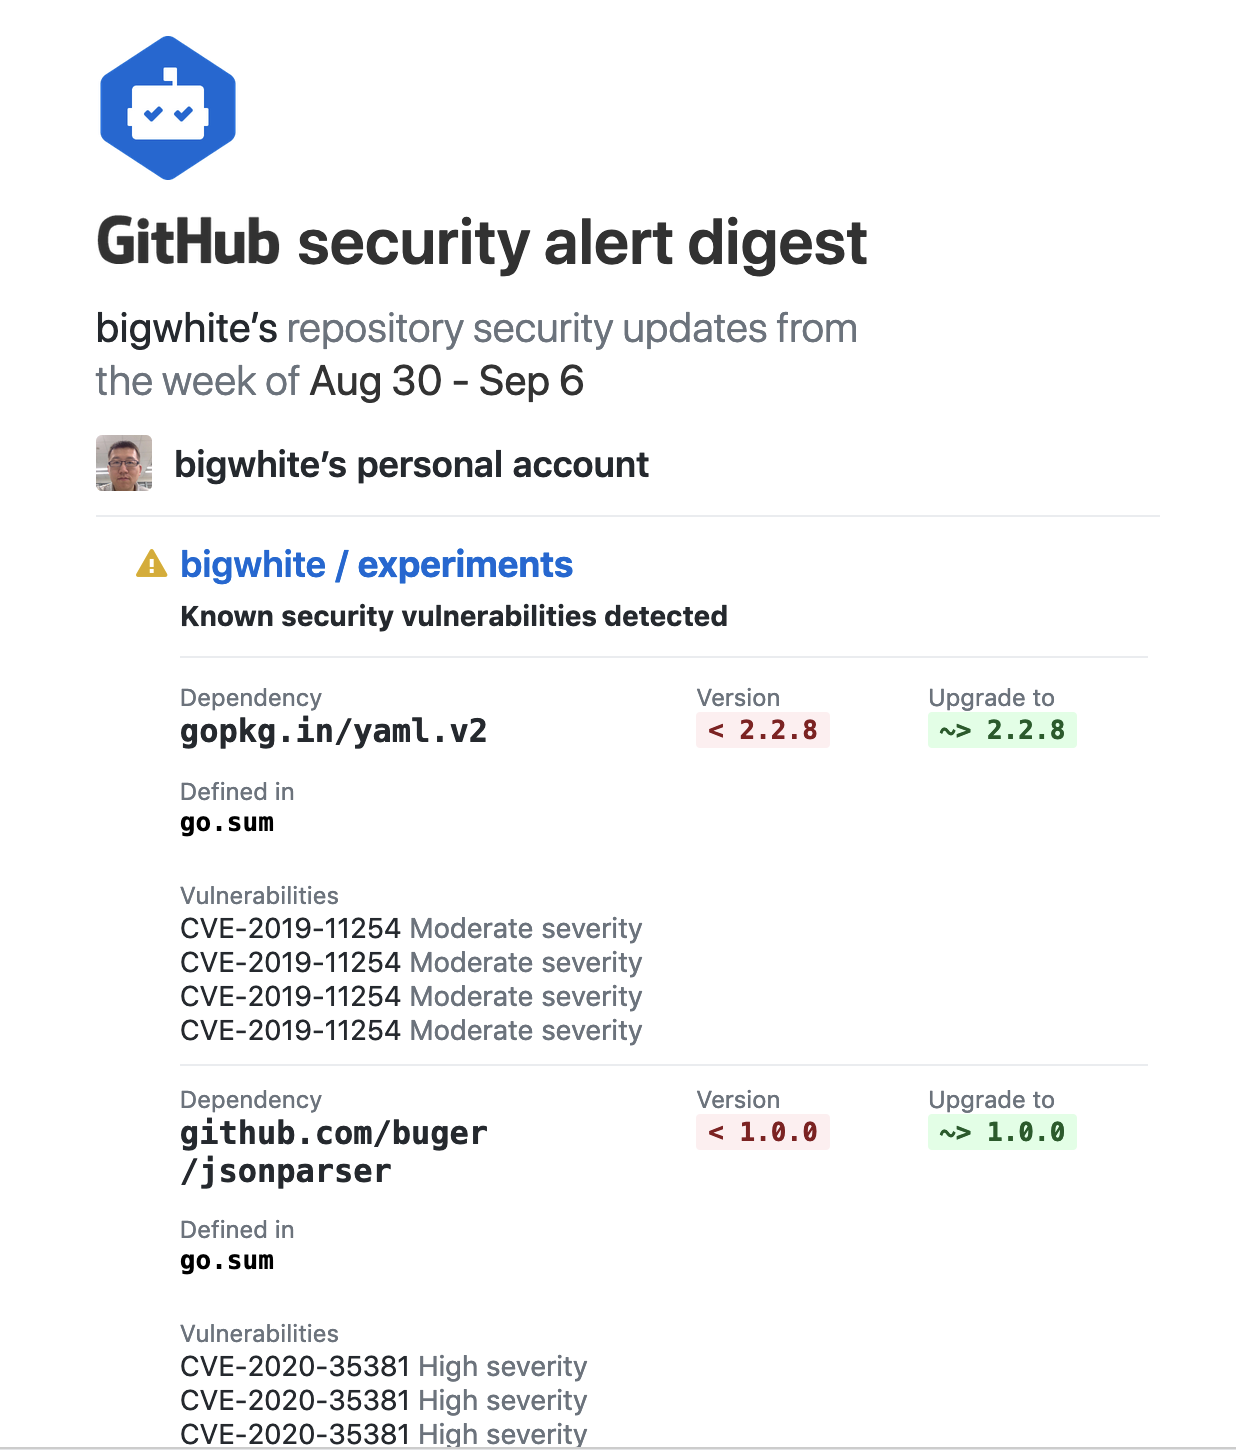 GitHub security alert digest
bigwhite’s repository security updates from
the week of Aug 30 - Sep 6
bigwhite’s personal account
bigwhite / experiments
Known security vulnerabilities detected
Dependency Version Upgrade to
gopkg.in/yaml.v2 < 2.2.8 ~> 2.2.8
Defined in
go.sum
Vulnerabilities
CVE-2019-11254 Moderate severity
CVE-2019-11254 Moderate severity
CVE-2019-11254 Moderate severity
CVE-2019-11254 Moderate severity
Dependency Version Upgrade to
github.com/buger < 1.0.0 ~> 1.0.0
/jsonparser
Defined in
go.sum
Vulnerabilities
CVE-2020-35381 High severity
CVE-2020-35381 High severity
CVE-2020-35381 High severity